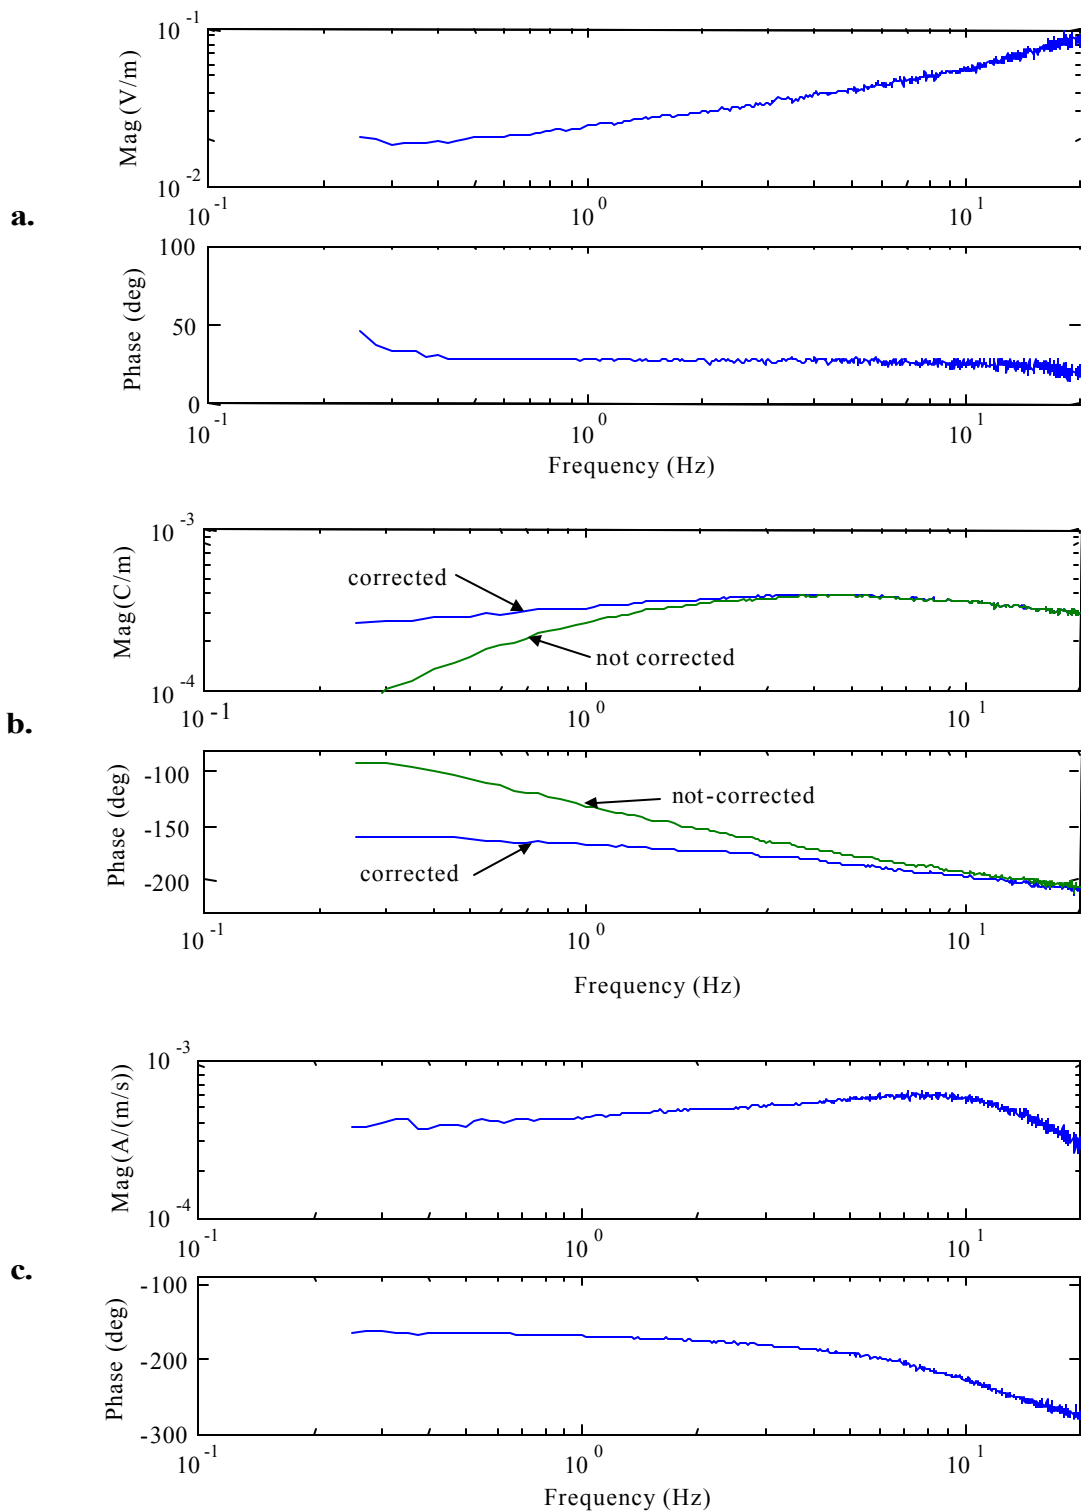 a.
Mag (V/m)
10^-1
10^-2
10^-1 10^0 10^1
Phase (deg)
100
50
0
10^-1 10^0 10^1
Frequency (Hz)
b.
Mag(C/m)
10^-3
corrected
not corrected
10^-4
10^-1 10^0 10^1
Phase (deg)
-100
not-corrected
-150
corrected
-200
10^-1 10^0 10^1
Frequency (Hz)
c.
Mag(A/(m/s))
10^-3
10^-4
10^-1 10^0 10^1
Phase (deg)
-100
-200
-300
10^-1 10^0 10^1
Frequency (Hz)